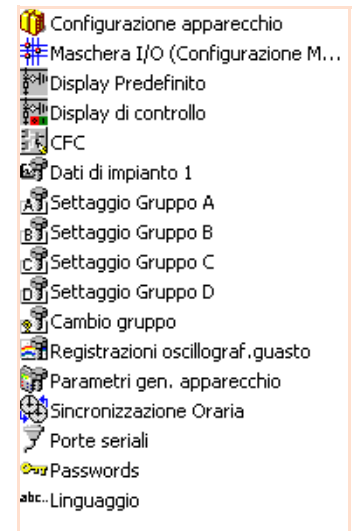 Configurazione apparecchio
Maschera I/O (Configurazione M...
Display Predefinito
Display di controllo
CFC
Dati di impianto 1
A Settaggio Gruppo A
B Settaggio Gruppo B
C Settaggio Gruppo C
D Settaggio Gruppo D
Cambio gruppo
Registrazioni oscillograf.guasto
Parametri gen. apparecchio
Sincronizzazione Oraria
Porte seriali
Passwords
abc.. Linguaggio